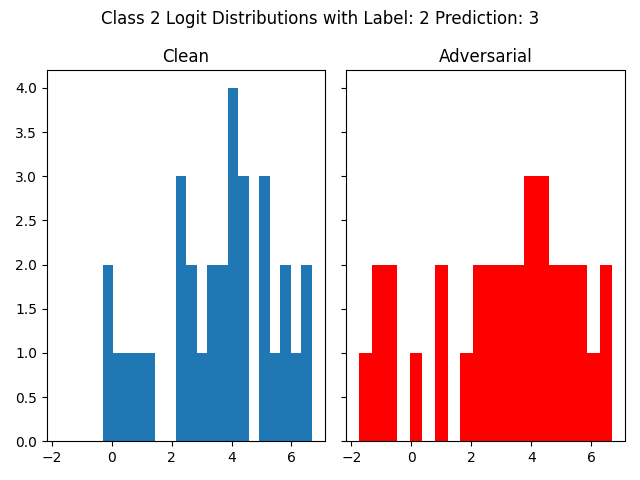 Class 2 Logit Distributions with Label: 2 Prediction: 3
Clean
Adversarial
4.0
3.5
3.0
2.5
2.0
1.5
1.0
0.5
0.0
−2 0 2 4 6
−2 0 2 4 6